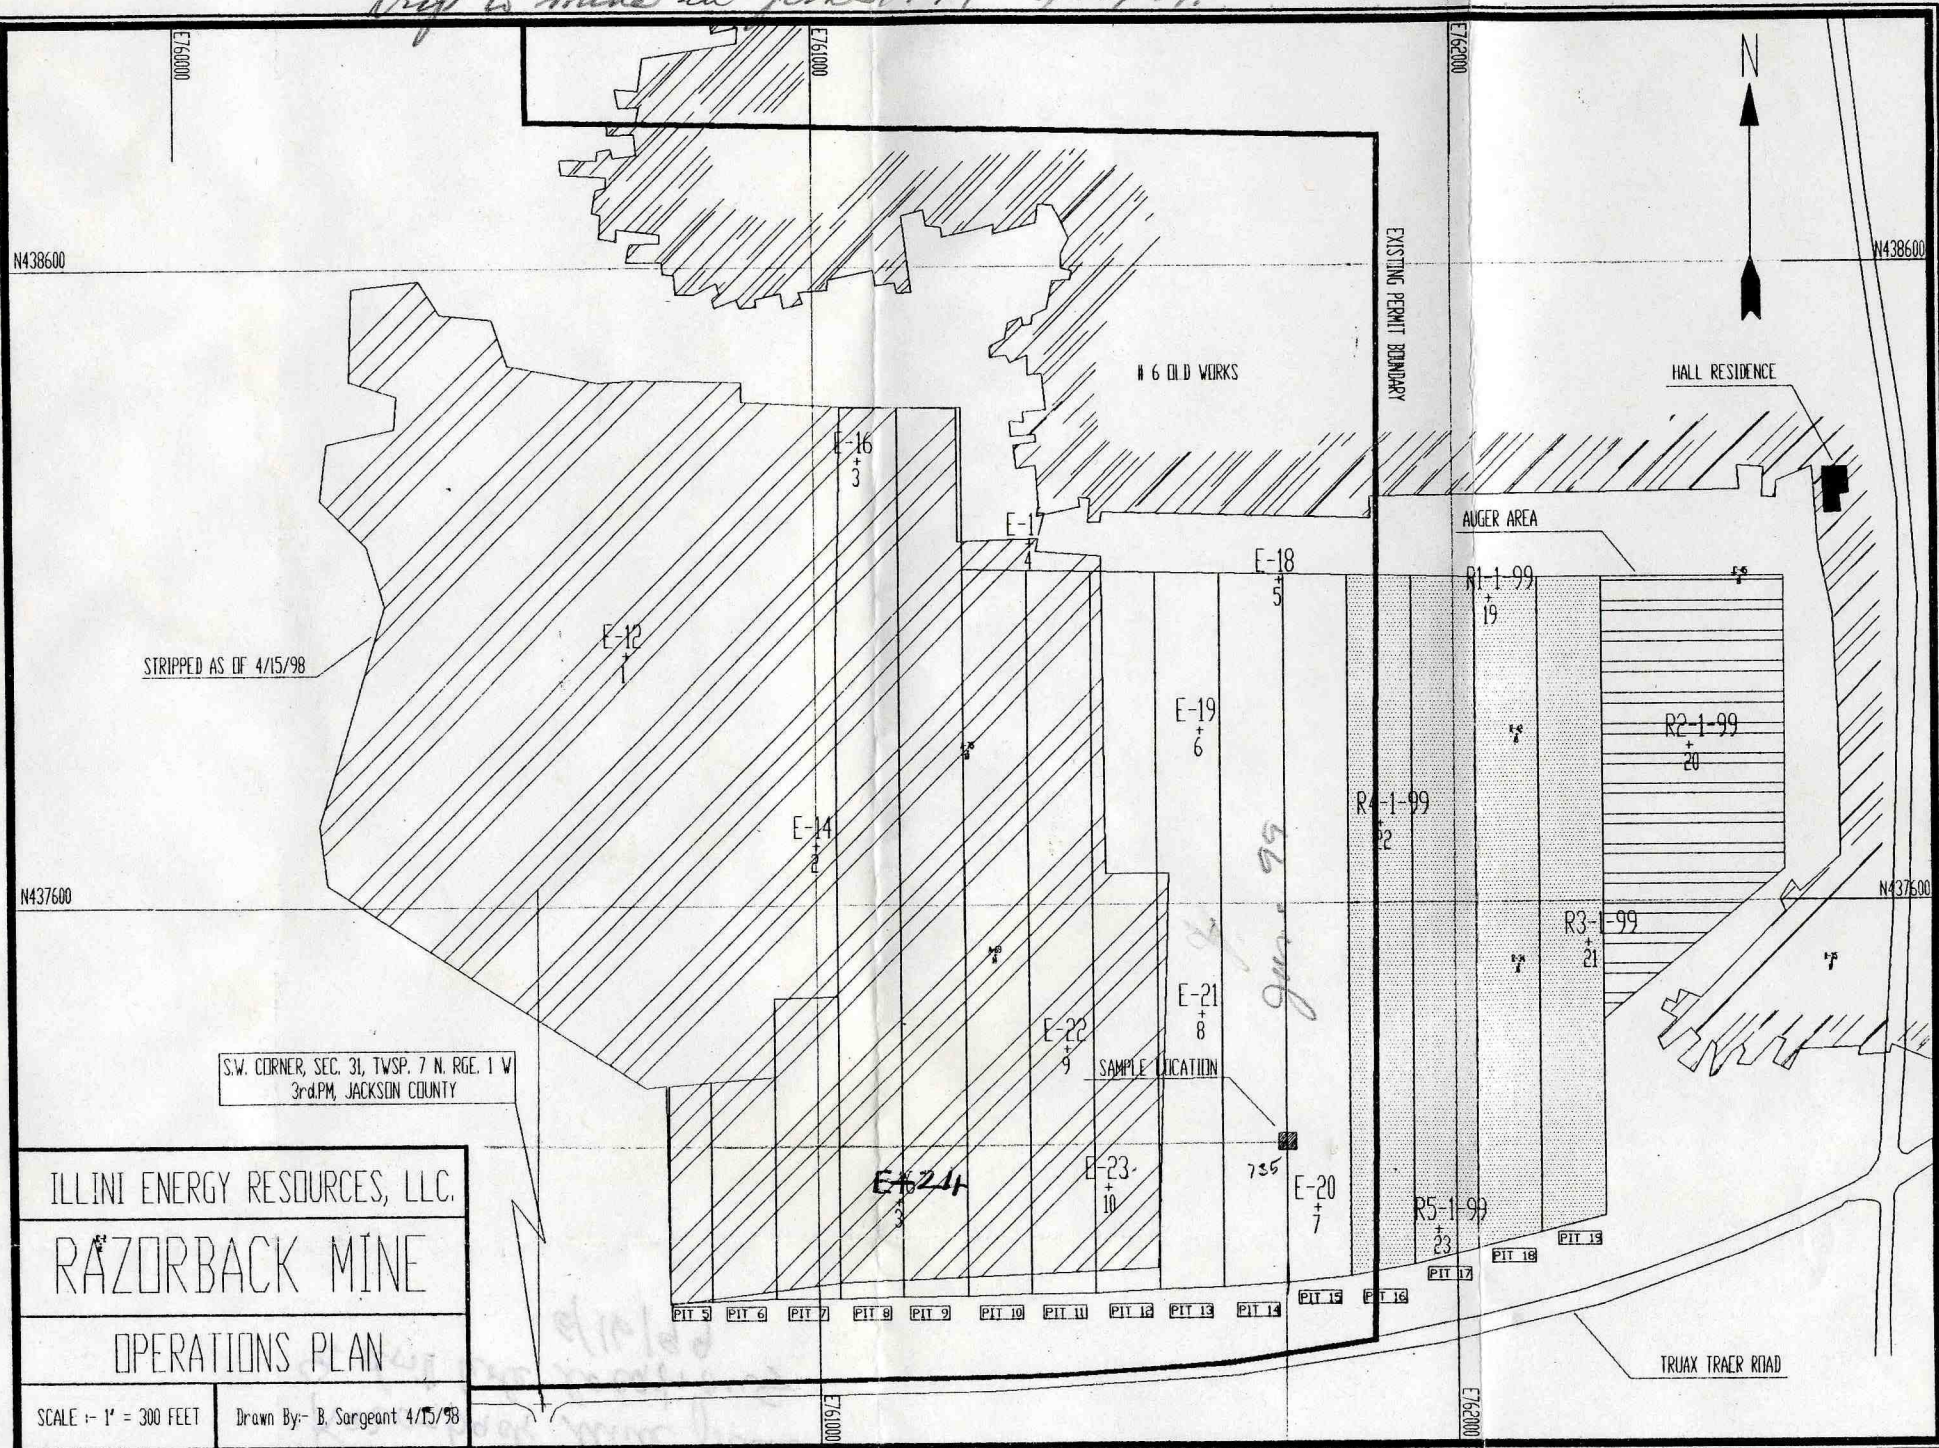 E760000
E761000
E762000
N
N438600
N438600
EXISTING PERMIT BOUNDARY
# 6 OLD WORKS
HALL RESIDENCE
E-16
3
AUGER AREA
E-1
4
E-18
5
R1-1-99
19
STRIPPED AS OF 4/15/98
E-12
1
E-19
6
R2-1-99
20
E-14
2
R4-1-99
22
June 99
N437600
N437600
R3-1-99
21
E-21
8
E-22
9
SAMPLE LOCATION
S.W. CORNER, SEC. 31, TWSP. 7 N. RGE. 1 W
3rd.PM, JACKSON COUNTY
735
E-24
3
E-23
10
E-20
7
R5-1-99
23
PIT 5
PIT 6
PIT 7
PIT 8
PIT 9
PIT 10
PIT 11
PIT 12
PIT 13
PIT 14
PIT 15
PIT 16
PIT 17
PIT 18
PIT 19
TRUAX TRAER ROAD
ILLINI ENERGY RESOURCES, LLC.
RAZORBACK MINE
OPERATIONS PLAN
SCALE :- 1" = 300 FEET
Drawn By:- B. Sargeant 4/15/98
E761000
E762000